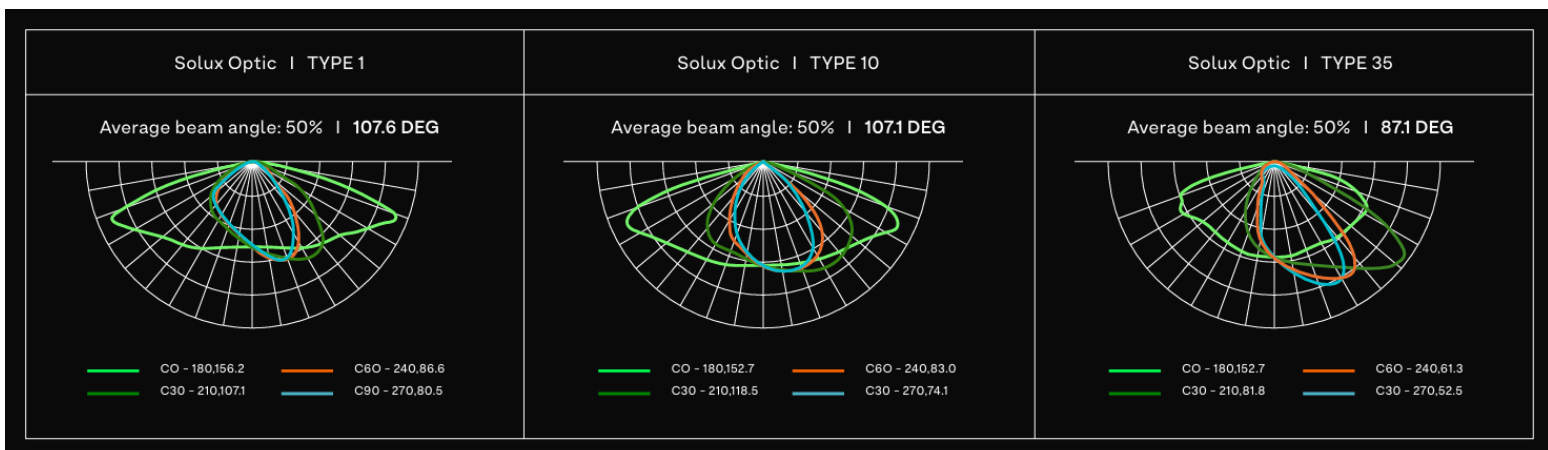 Solux Optic | TYPE 1
Average beam angle: 50% | 107.6 DEG
CO - 180,156.2
C6O - 240,86.6
C30 - 210,107.1
C90 - 270,80.5
Solux Optic | TYPE 10
Average beam angle: 50% | 107.1 DEG
CO - 180,152.7
C6O - 240,83.0
C30 - 210,118.5
C30 - 270,74.1
Solux Optic | TYPE 35
Average beam angle: 50% | 87.1 DEG
CO - 180,152.7
C6O - 240,61.3
C30 - 210,81.8
C30 - 270,52.5